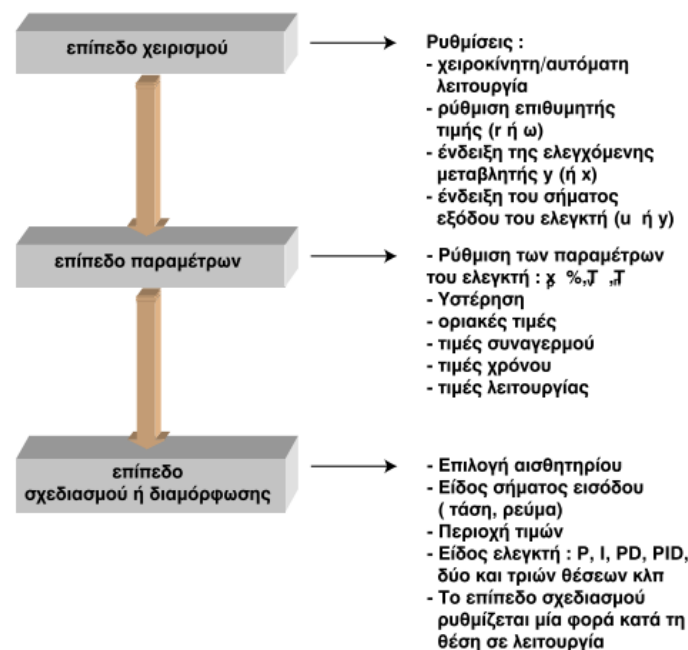 επίπεδο χειρισμού
Ρυθμίσεις :
- χειροκίνητη/αυτόματη
λειτουργία
- ρύθμιση επιθυμητής
τιμής (r ή ω)
- ένδειξη της ελεγχόμενης
μεταβλητής y (ή x)
- ένδειξη του σήματος
εξόδου του ελεγκτή (u ή y)
επίπεδο παραμέτρων
- Ρύθμιση των παραμέτρων
του ελεγκτή : %,
- Υστέρηση
- οριακές τιμές
- τιμές συναγερμού
- τιμές χρόνου
- τιμές λειτουργίας
επίπεδο
σχεδιασμού ή διαμόρφωσης
- Επιλογή αισθητηρίου
- Είδος σήματος εισόδου
( τάση, ρεύμα)
- Περιοχή τιμών
- Είδος ελεγκτή : P, I, PD, PID,
δύο και τριών θέσεων κλπ
- Το επίπεδο σχεδιασμού
ρυθμίζεται μία φορά κατά τη
θέση σε λειτουργία